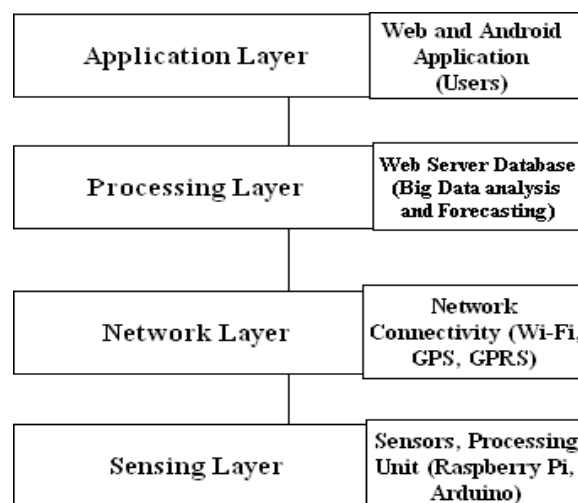 Application Layer
Web and Android
Application
(Users)
Processing Layer
Web Server Database
(Big Data analysis
and Forecasting)
Network Layer
Network
Connectivity (Wi-Fi,
GPS, GPRS)
Sensing Layer
Sensors, Processing
Unit (Raspberry Pi,
Arduino)